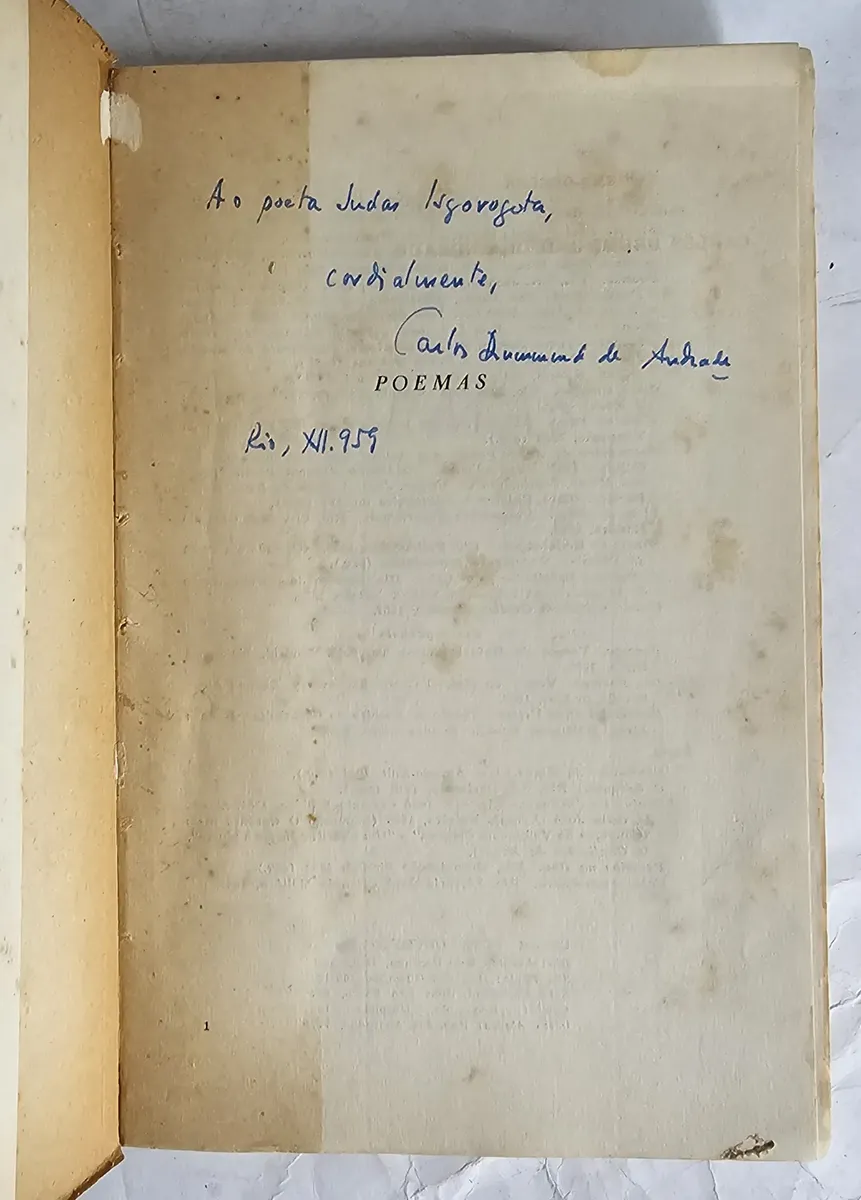 Ao poeta Judas Isgorogota,
cordialmente,
Carlos Drummond de Andrade
POEMAS
Rio, XII.959
1